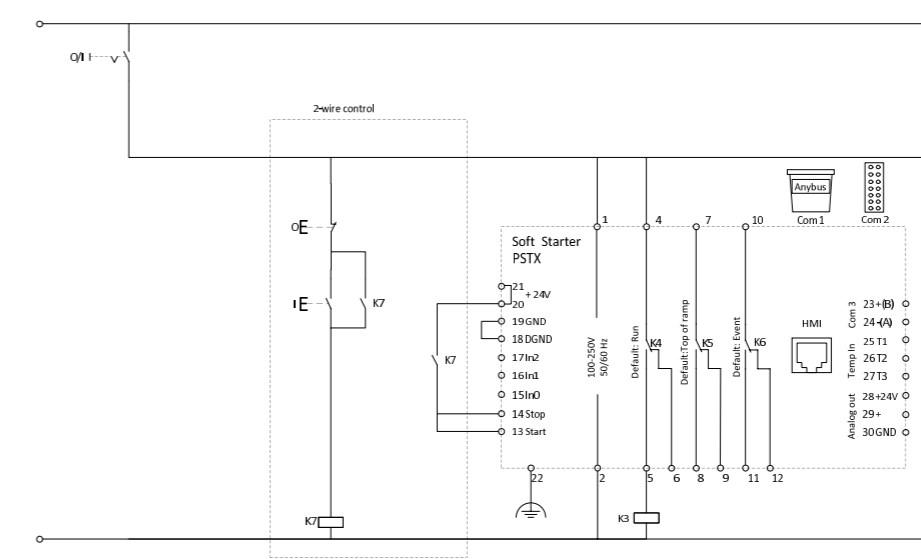 O/I
2-wire control
Anybus
Com 1
Com 2
1
4
7
10
OE
Soft Starter
PSTX
21
+ 24V
20
19 GND
18 DGND
17 In2
16 In1
15 In0
14 Stop
13 Start
IE
K7
K7
100-250V
50/60 Hz
Default: Run
K4
Default:Top of ramp
K5
Default: Event
K6
HMI
Com 3
23+(B)
24-(A)
Temp In
25 T1
26 T2
27 T3
Analog out
28+24V
29+
30 GND
22
2
5
6
8
9
11
12
K7
K3